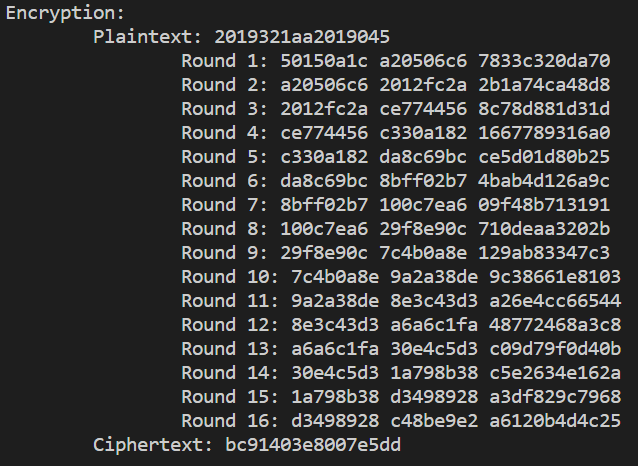 Encryption:
Plaintext: 2019321aa2019045
Round 1: 50150a1c a20506c6 7833c320da70
Round 2: a20506c6 2012fc2a 2b1a74ca48d8
Round 3: 2012fc2a ce774456 8c78d881d31d
Round 4: ce774456 c330a182 1667789316a0
Round 5: c330a182 da8c69bc ce5d01d80b25
Round 6: da8c69bc 8bff02b7 4bab4d126a9c
Round 7: 8bff02b7 100c7ea6 09f48b713191
Round 8: 100c7ea6 29f8e90c 710deaa3202b
Round 9: 29f8e90c 7c4b0a8e 129ab83347c3
Round 10: 7c4b0a8e 9a2a38de 9c38661e8103
Round 11: 9a2a38de 8e3c43d3 a26e4cc66544
Round 12: 8e3c43d3 a6a6c1fa 48772468a3c8
Round 13: a6a6c1fa 30e4c5d3 c09d79f0d40b
Round 14: 30e4c5d3 1a798b38 c5e2634e162a
Round 15: 1a798b38 d3498928 a3df829c7968
Round 16: d3498928 c48be9e2 a6120b4d4c25
Ciphertext: bc91403e8007e5dd